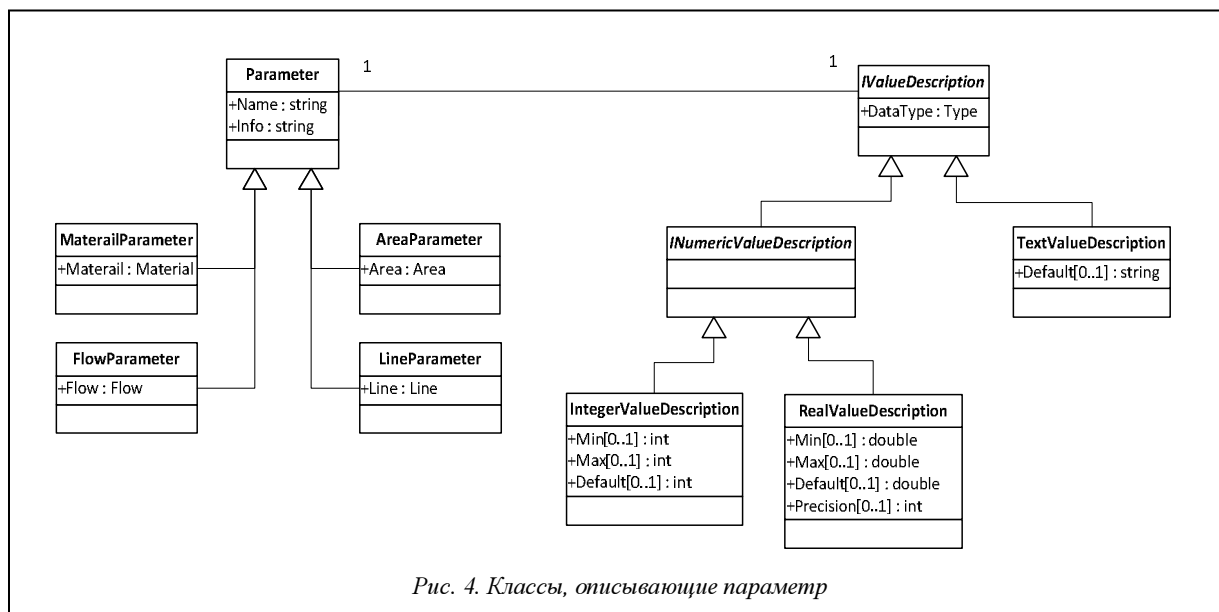 Parameter
+Name : string
+Info : string
1
1
IValueDescription
+DataType : Type
MaterailParameter
+Materail : Material
AreaParameter
+Area : Area
FlowParameter
+Flow : Flow
LineParameter
+Line : Line
INumericValueDescription
TextValueDescription
+Default[0..1] : string
IntegerValueDescription
+Min[0..1] : int
+Max[0..1] : int
+Default[0..1] : int
RealValueDescription
+Min[0..1] : double
+Max[0..1] : double
+Default[0..1] : double
+Precision[0..1] : int
Рис. 4. Классы, описывающие параметр